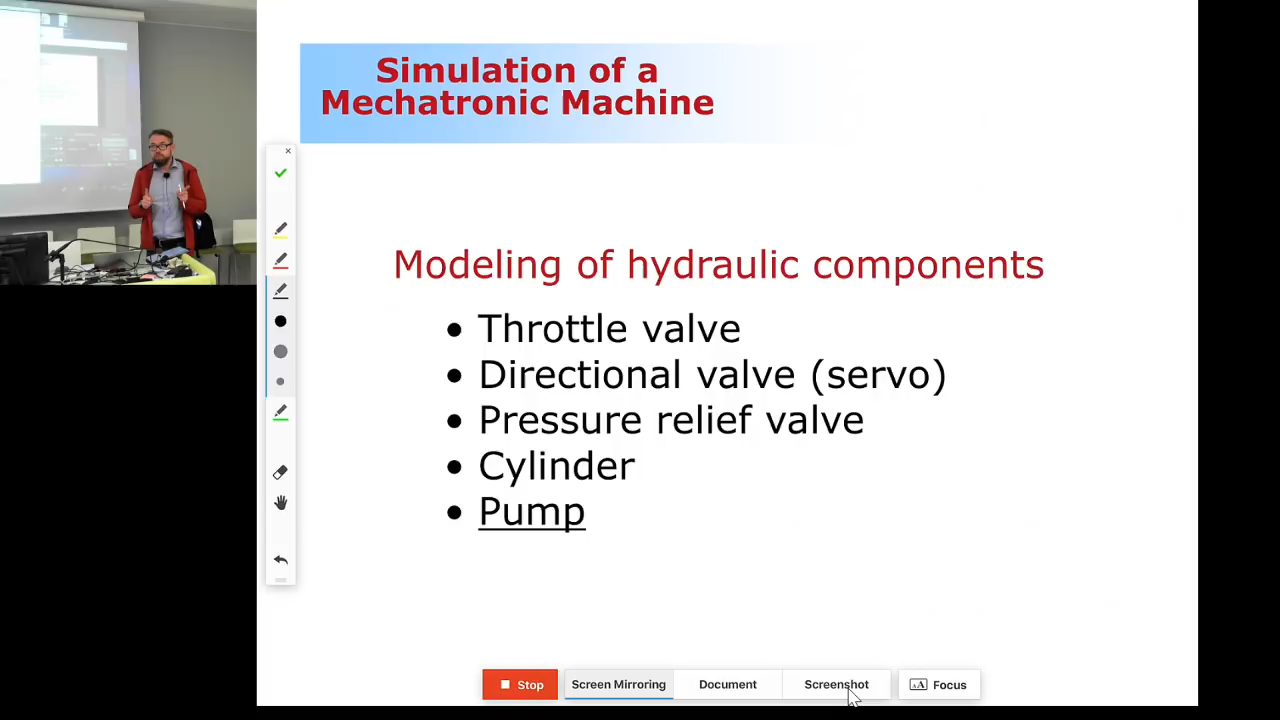 Simulation of a
Mechatronic Machine
Modeling of hydraulic components
• Throttle valve
• Directional valve (servo)
• Pressure relief valve
• Cylinder
• Pump
Stop
Screen Mirroring
Document
Screenshot
AA Focus